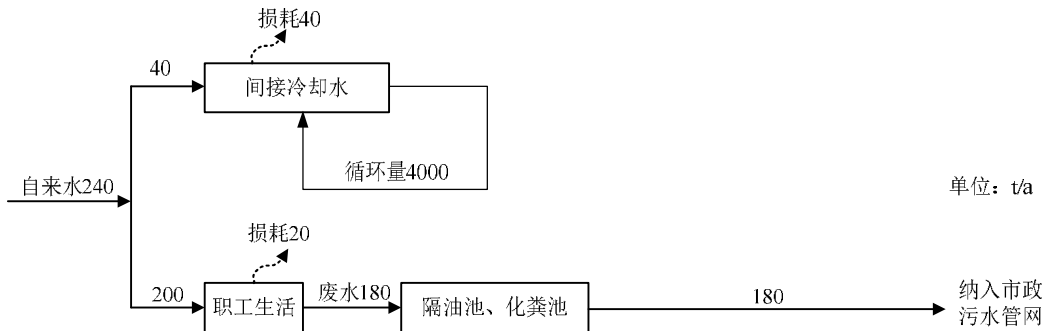 损耗40
40
间接冷却水
循环量4000
自来水240
单位：t/a
损耗20
200
职工生活
废水180
隔油池、化粪池
180
纳入市政
污水管网